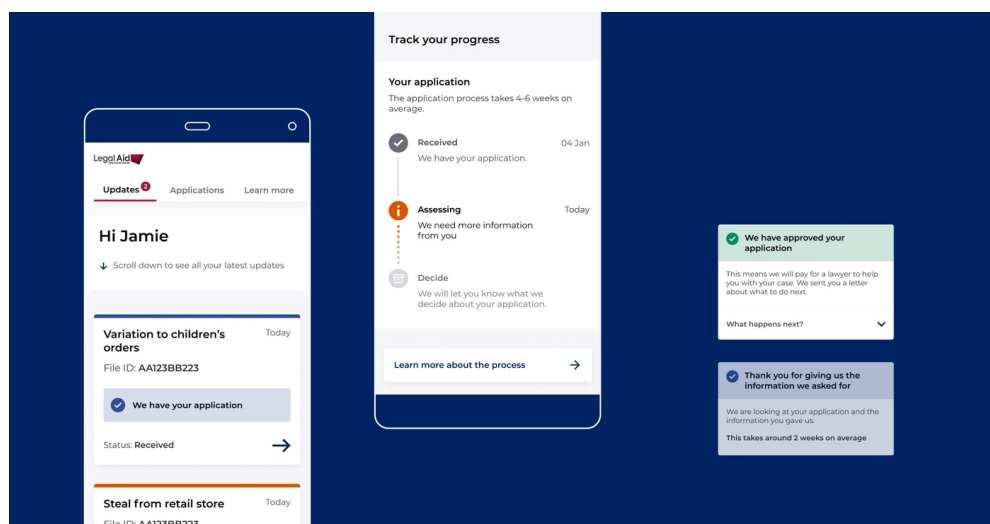 Legal Aid
Updates 2 Applications Learn more
Hi Jamie
Scroll down to see all your latest updates
Variation to children's Today
orders
File ID: AA123BB223
We have your application
Status: Received
Steal from retail store Today
File ID: AA123BB223
Track your progress
Your application
The application process takes 4-6 weeks on
average.
Received 04 Jan
We have your application.
Assessing Today
We need more information
from you
Decide
We will let you know what we
decide about your application.
Learn more about the process
We have approved your
application
This means we will pay for a lawyer to help
you with your case. We sent you a letter
about what to do next.
What happens next?
Thank you for giving us the
information we asked for
We are looking at your application and the
information you gave us.
This takes around 2 weeks on average